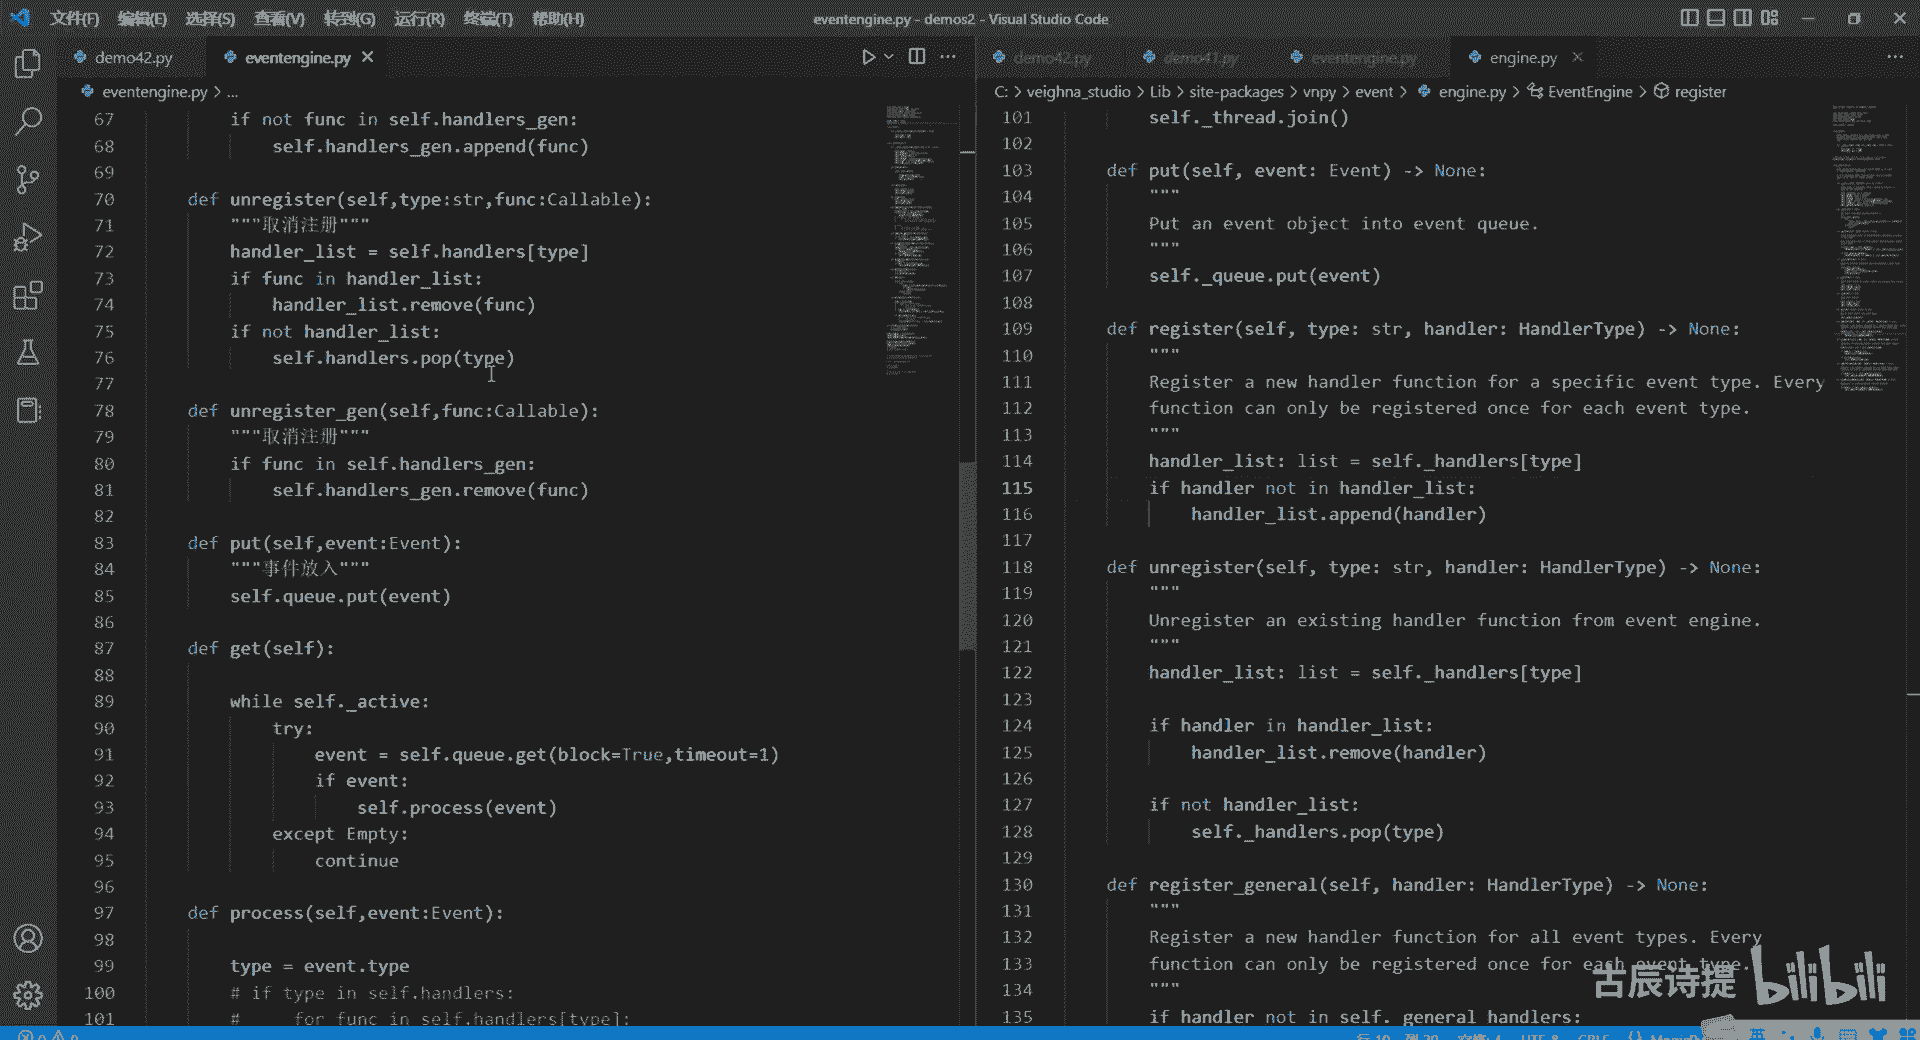 文件(F) 编辑(E) 选择(S) 查看(V) 转到(G) 运行(R) 终端(T) 帮助(H)
eventengine.py - demos2 - Visual Studio Code
demo42.py
eventengine.py
eventengine.py > ...
67 if not func in self.handlers_gen:
68 self.handlers_gen.append(func)
69
70 def unregister(self,type:str,func:Callable):
71 """取消注册"""
72 handler_list = self.handlers[type]
73 if func in handler_list:
74 handler_list.remove(func)
75 if not handler_list:
76 self.handlers.pop(type)
77
78 def unregister_gen(self,func:Callable):
79 """取消注册"""
80 if func in self.handlers_gen:
81 self.handlers_gen.remove(func)
82
83 def put(self,event:Event):
84 """事件放入"""
85 self.queue.put(event)
86
87 def get(self):
88
89 while self._active:
90 try:
91 event = self.queue.get(block=True,timeout=1)
92 if event:
93 self.process(event)
94 except Empty:
95 continue
96
97 def process(self,event:Event):
98
99 type = event.type
100 # if type in self.handlers:
101 # for func in self.handlers[type]:
demo42.py
demo41.py
eventengine.py
engine.py
C: > veighna_studio > Lib > site-packages > vnpy > event > engine.py > EventEngine > register
101 self._thread.join()
102
103 def put(self, event: Event) -> None:
104 """
105 Put an event object into event queue.
106 """
107 self._queue.put(event)
108
109 def register(self, type: str, handler: HandlerType) -> None:
110 """
111 Register a new handler function for a specific event type. Every
112 function can only be registered once for each event type.
113 """
114 handler_list: list = self._handlers[type]
115 if handler not in handler_list:
116 handler_list.append(handler)
117
118 def unregister(self, type: str, handler: HandlerType) -> None:
119 """
120 Unregister an existing handler function from event engine.
121 """
122 handler_list: list = self._handlers[type]
123
124 if handler in handler_list:
125 handler_list.remove(handler)
126
127 if not handler_list:
128 self._handlers.pop(type)
129
130 def register_general(self, handler: HandlerType) -> None:
131 """
132 Register a new handler function for all event types. Every
133 function can only be registered once for each event type.
134 """
135 if handler not in self._general_handlers:
古辰诗提 bilibili